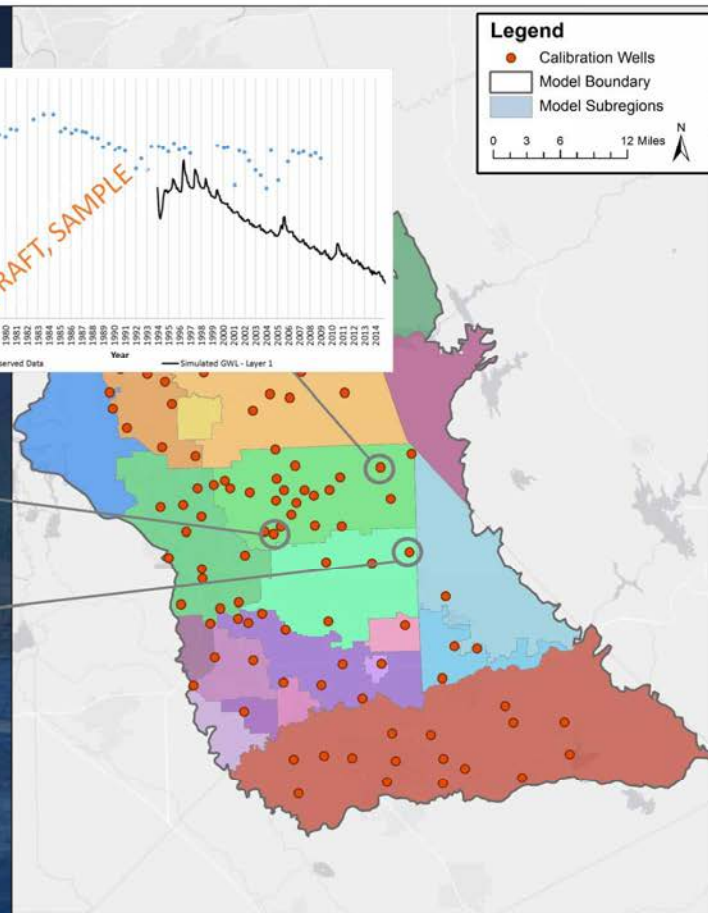 Legend
Calibration Wells
Model Boundary
Model Subregions
0 3 6 12 Miles
N
RAFT, SAMPLE
1980 1981 1982 1983 1984 1985 1986 1987 1988 1989 1990 1991 1992 1993 1994 1995 1996 1997 1998 1999 2000 2001 2002 2003 2004 2005 2006 2007 2008 2009 2010 2011 2012 2013 2014
Year
served Data
Simulated GWL - Layer 1